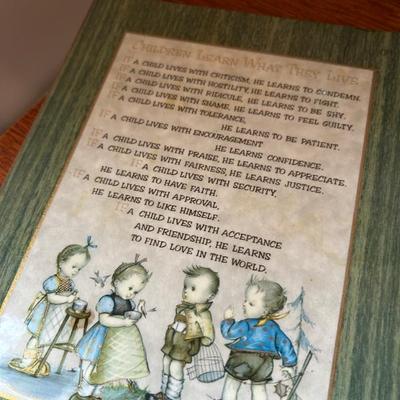 CHILDREN LEARN WHAT THEY LIVE
IF A CHILD LIVES WITH CRITICISM, HE LEARNS TO CONDEMN.
IF A CHILD LIVES WITH HOSTILITY, HE LEARNS TO FIGHT.
IF A CHILD LIVES WITH RIDICULE, HE LEARNS TO BE SHY.
IF A CHILD LIVES WITH SHAME, HE LEARNS TO FEEL GUILTY.
IF A CHILD LIVES WITH TOLERANCE,
HE LEARNS TO BE PATIENT.
IF A CHILD LIVES WITH ENCOURAGEMENT
HE LEARNS CONFIDENCE.
IF A CHILD LIVES WITH PRAISE, HE LEARNS TO APPRECIATE.
IF A CHILD LIVES WITH FAIRNESS, HE LEARNS JUSTICE.
IF A CHILD LIVES WITH SECURITY,
HE LEARNS TO HAVE FAITH.
IF A CHILD LIVES WITH APPROVAL,
HE LEARNS TO LIKE HIMSELF.
IF A CHILD LIVES WITH ACCEPTANCE
AND FRIENDSHIP, HE LEARNS
TO FIND LOVE IN THE WORLD.